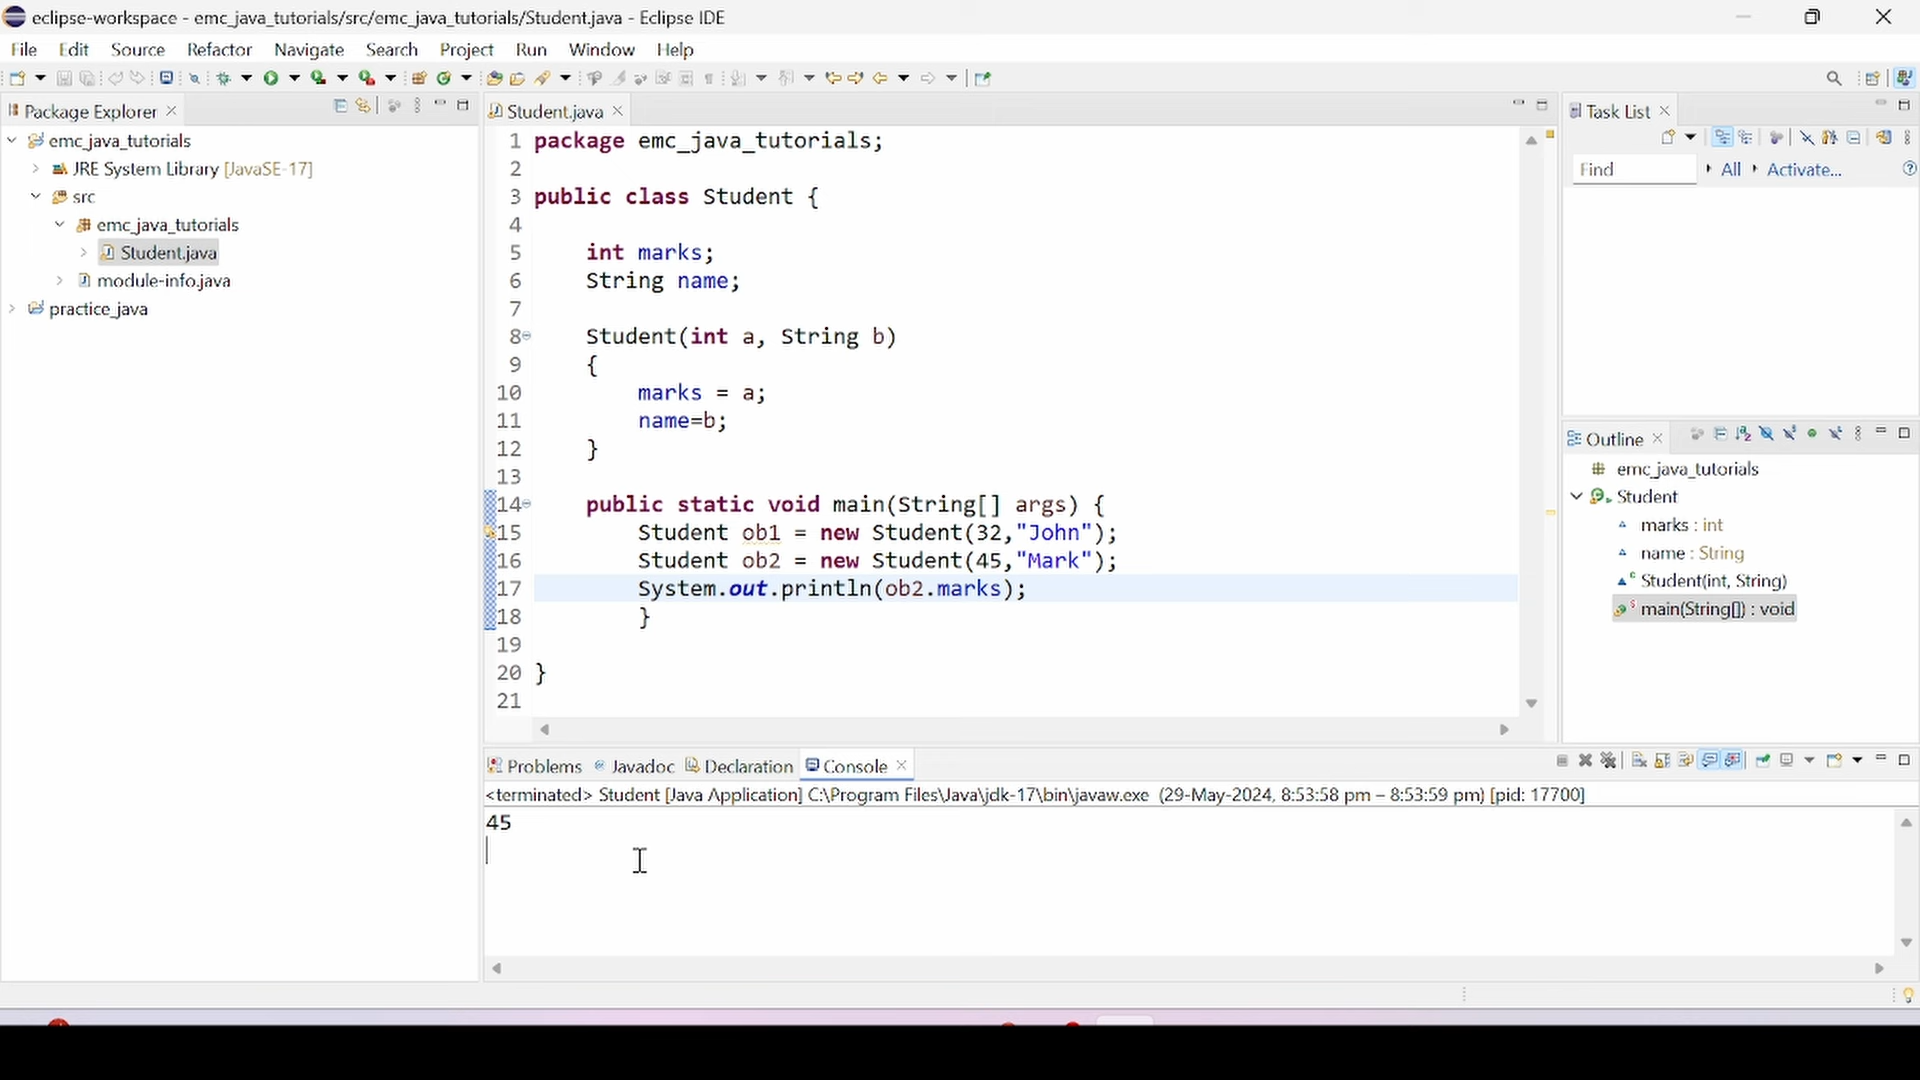 eclipse-workspace - emc_java_tutorials/src/emc_java_tutorials/Student.java - Eclipse IDE
File Edit Source Refactor Navigate Search Project Run Window Help
Package Explorer
emc_java_tutorials
JRE System Library [JavaSE-17]
src
emc_java_tutorials
Student.java
module-info.java
practice_java
Student.java
1 package emc_java_tutorials;
2
3 public class Student {
4
5 int marks;
6 String name;
7
8 Student(int a, String b)
9 {
10 marks = a;
11 name=b;
12 }
13
14 public static void main(String[] args) {
15 Student ob1 = new Student(32,"John");
16 Student ob2 = new Student(45,"Mark");
17 System.out.println(ob2.marks);
18 }
19
20 }
21
Task List
Find All Activate...
Outline
emc_java_tutorials
Student
marks : int
name : String
Student(int, String)
main(String[]) : void
Problems Javadoc Declaration Console
<terminated> Student [Java Application] C:\Program Files\Java\jdk-17\bin\javaw.exe (29-May-2024, 8:53:58 pm – 8:53:59 pm) [pid: 17700]
45